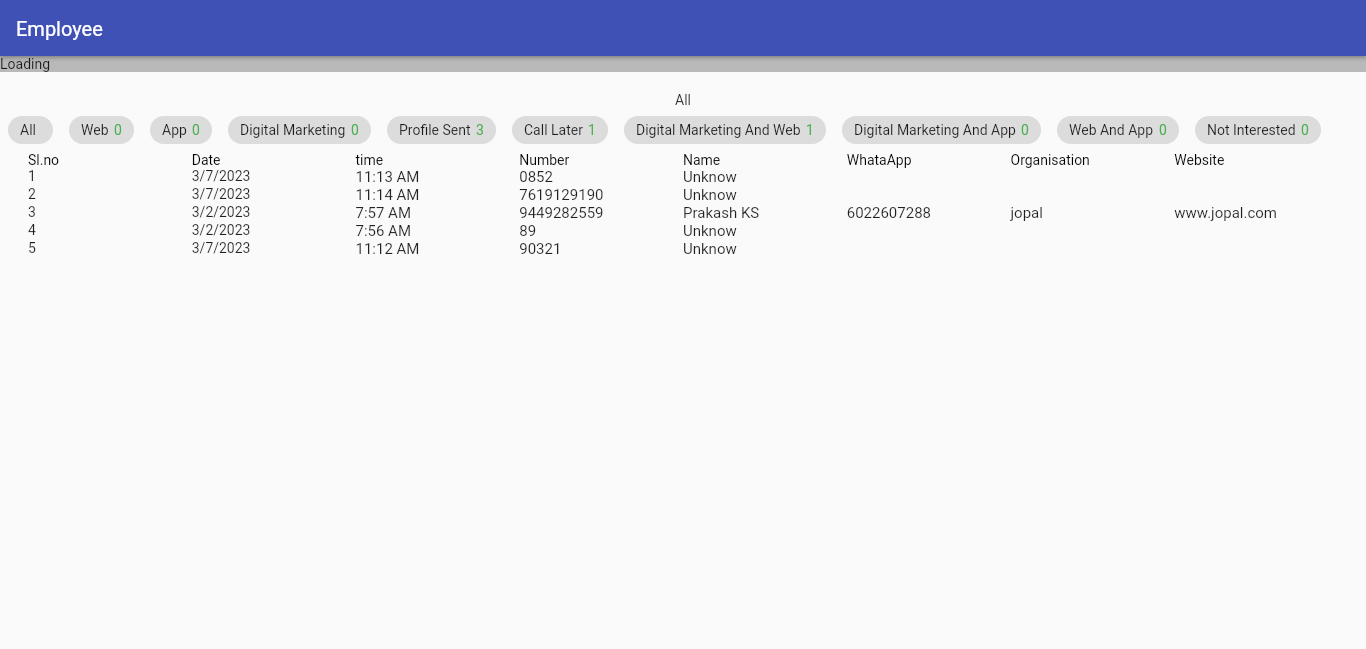 Employee
Loading
All
All Web 0 App 0 Digital Marketing 0 Profile Sent 3 Call Later 1 Digital Marketing And Web 1 Digital Marketing And App 0 Web And App 0 Not Interested 0
Sl.no Date time Number Name WhataApp Organisation Website
1 3/7/2023 11:13 AM 0852 Unknow
2 3/7/2023 11:14 AM 7619129190 Unknow
3 3/2/2023 7:57 AM 9449282559 Prakash KS 6022607288 jopal www.jopal.com
4 3/2/2023 7:56 AM 89 Unknow
5 3/7/2023 11:12 AM 90321 Unknow